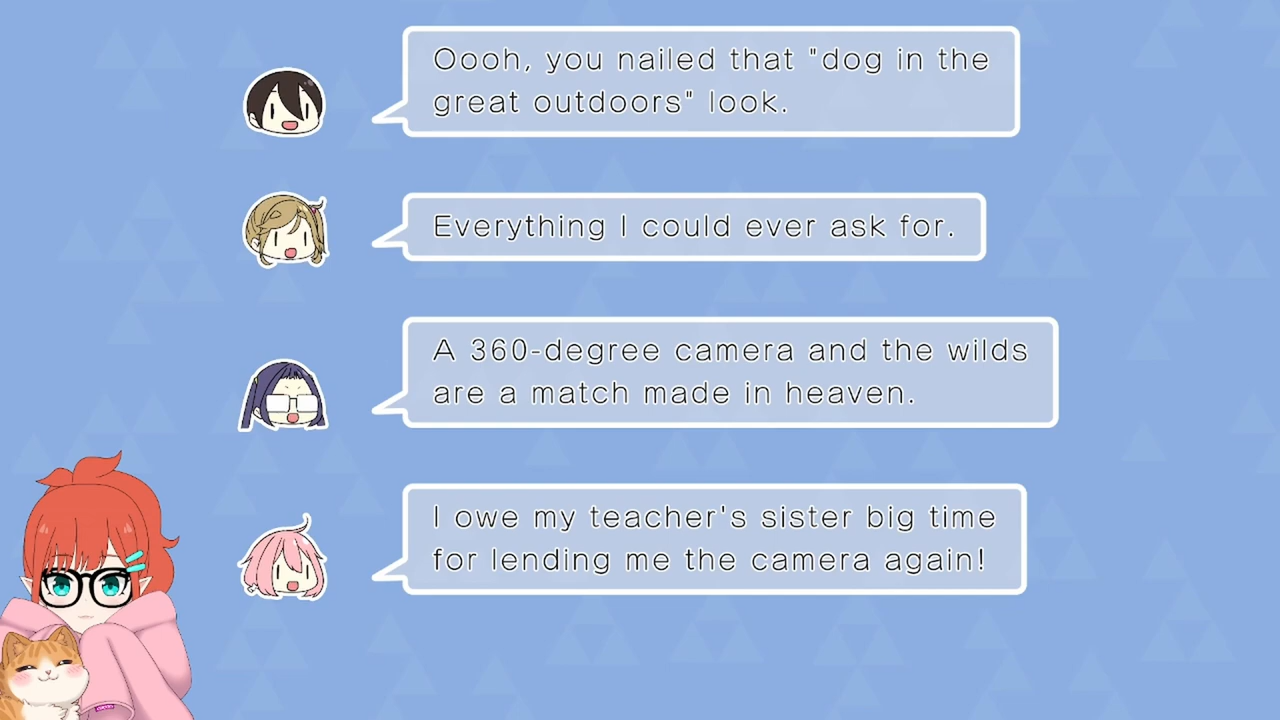 Oooh, you nailed that "dog in the
great outdoors" look.
Everything I could ever ask for.
A 360-degree camera and the wilds
are a match made in heaven.
I owe my teacher's sister big time
for lending me the camera again!